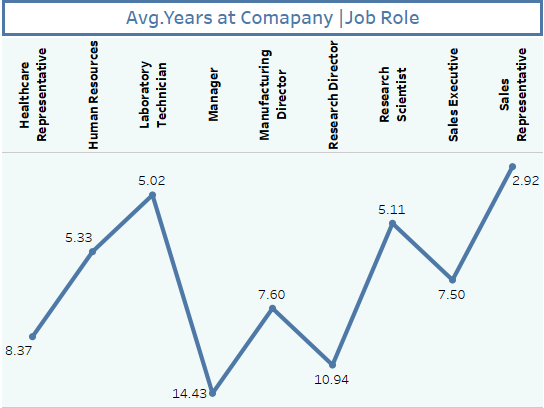 Avg.Years at Comapany |Job Role
Healthcare
Representative
Human Resources
Laboratory
Technician
Manager
Manufacturing
Director
Research Director
Research
Scientist
Sales Executive
Sales
Representative
8.37
5.33
5.02
14.43
7.60
10.94
5.11
7.50
2.92